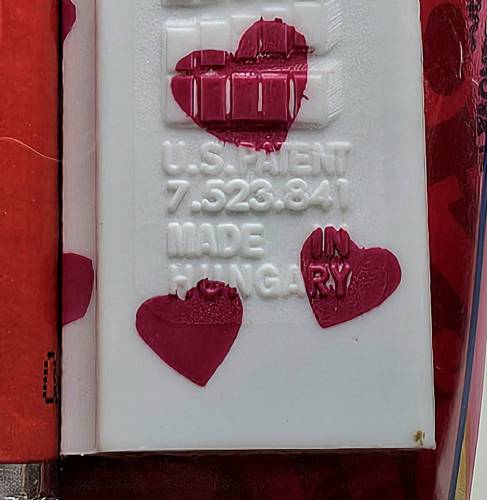 U.S.PATENT
7.523.841
MADE IN
HUNGARY